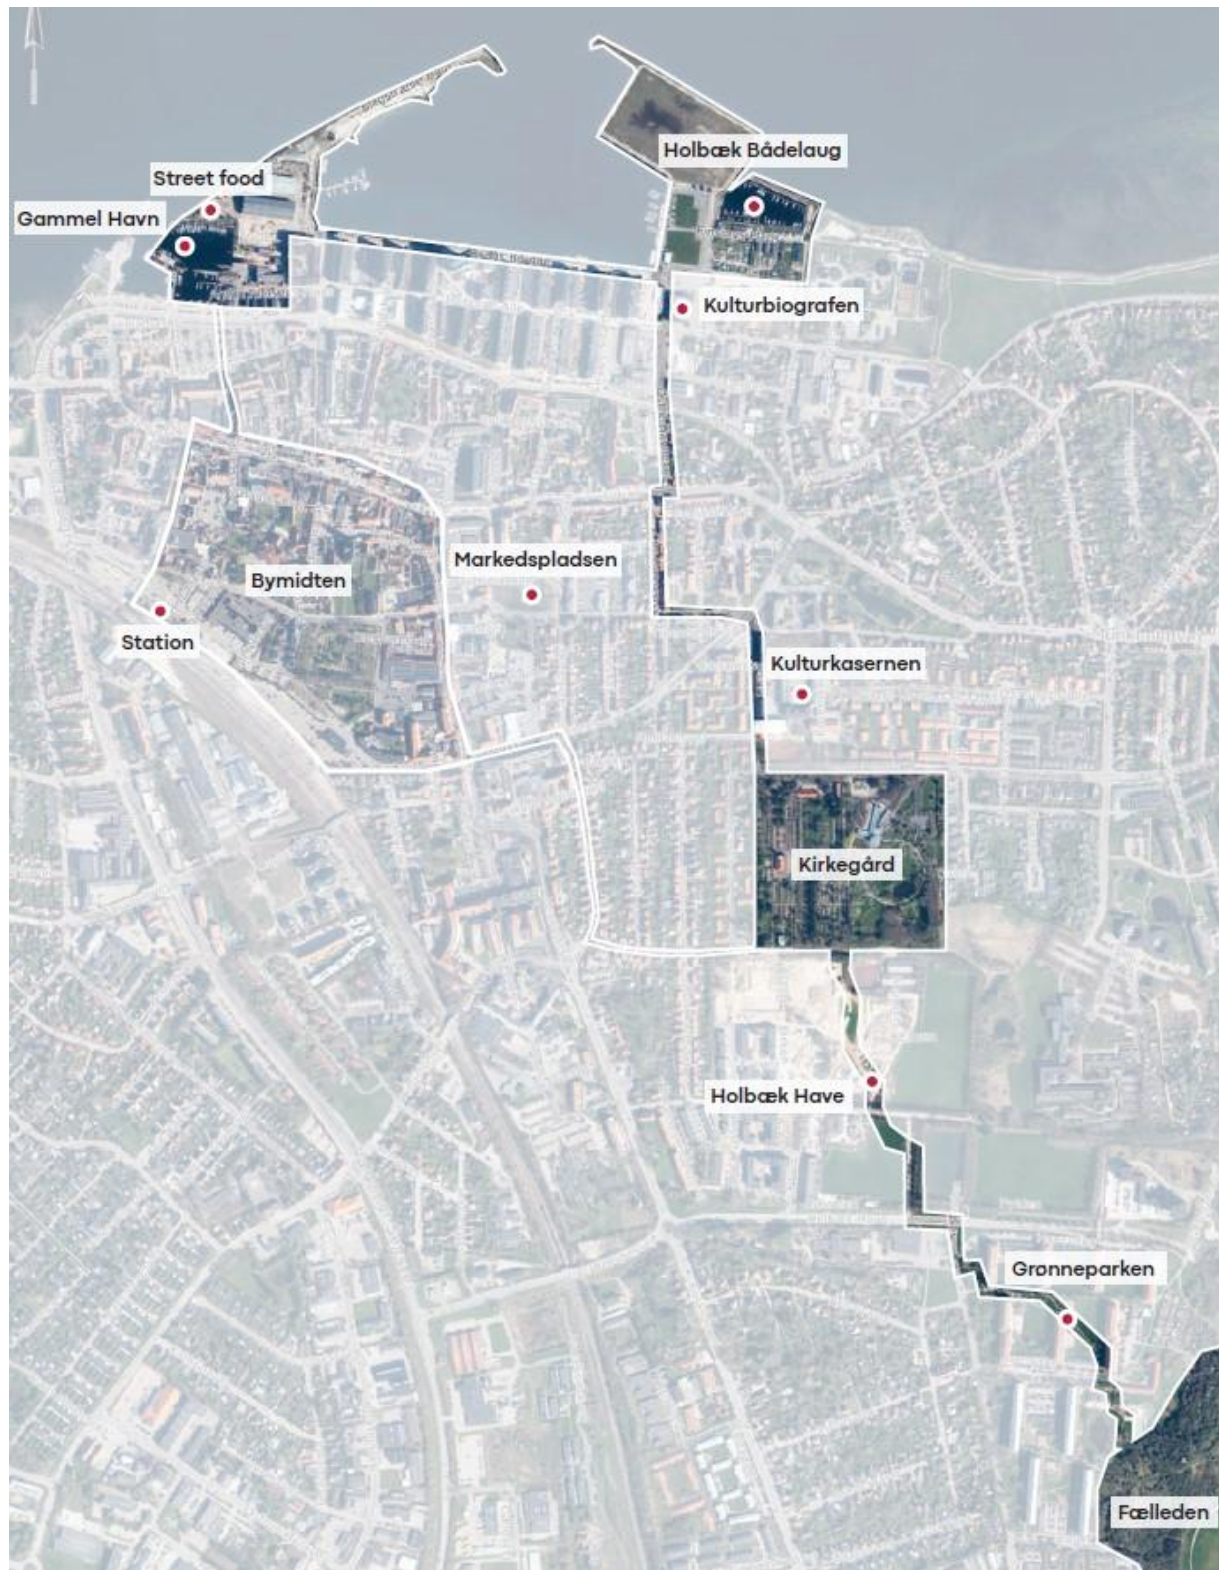 Holbæk Bådelaug
Street food
Gammel Havn
Kulturbiografen
Markedspladsen
Bymidten
Station
Kulturkasernen
Kirkegård
Holbæk Have
Grønneparken
Fælleden